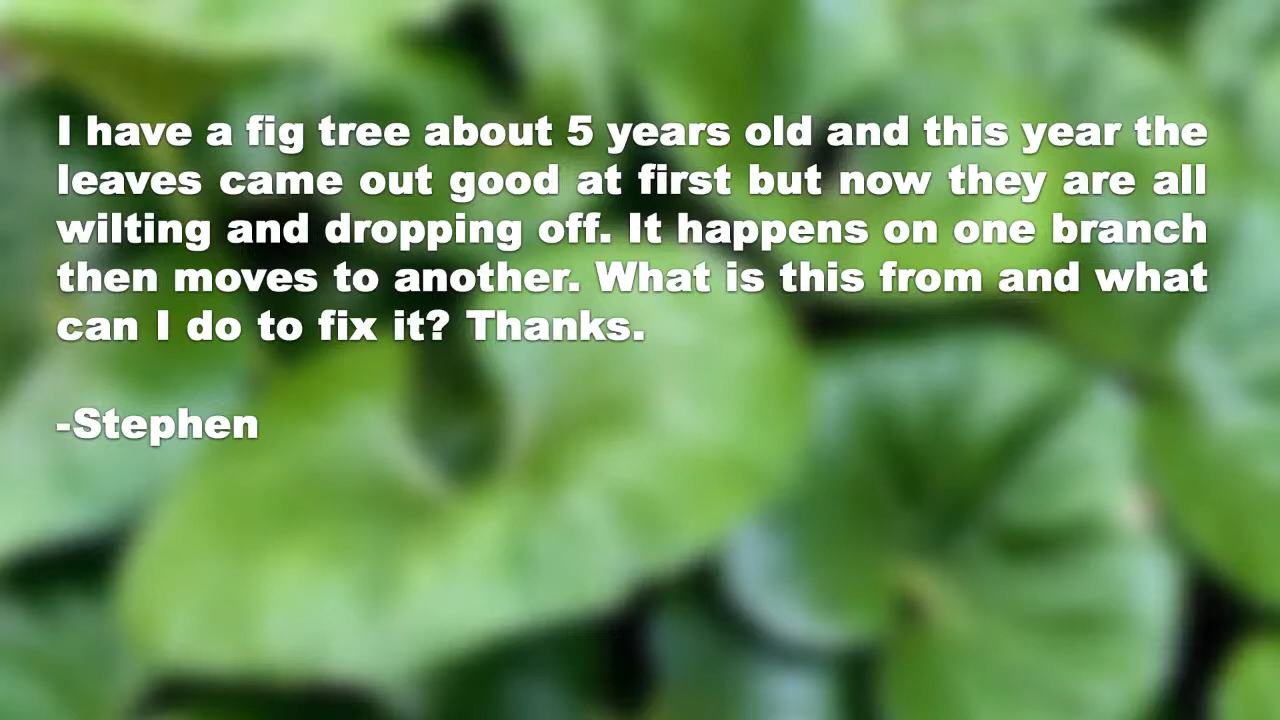 I have a fig tree about 5 years old and this year the
leaves came out good at first but now they are all
wilting and dropping off. It happens on one branch
then moves to another. What is this from and what
can I do to fix it? Thanks.
-Stephen